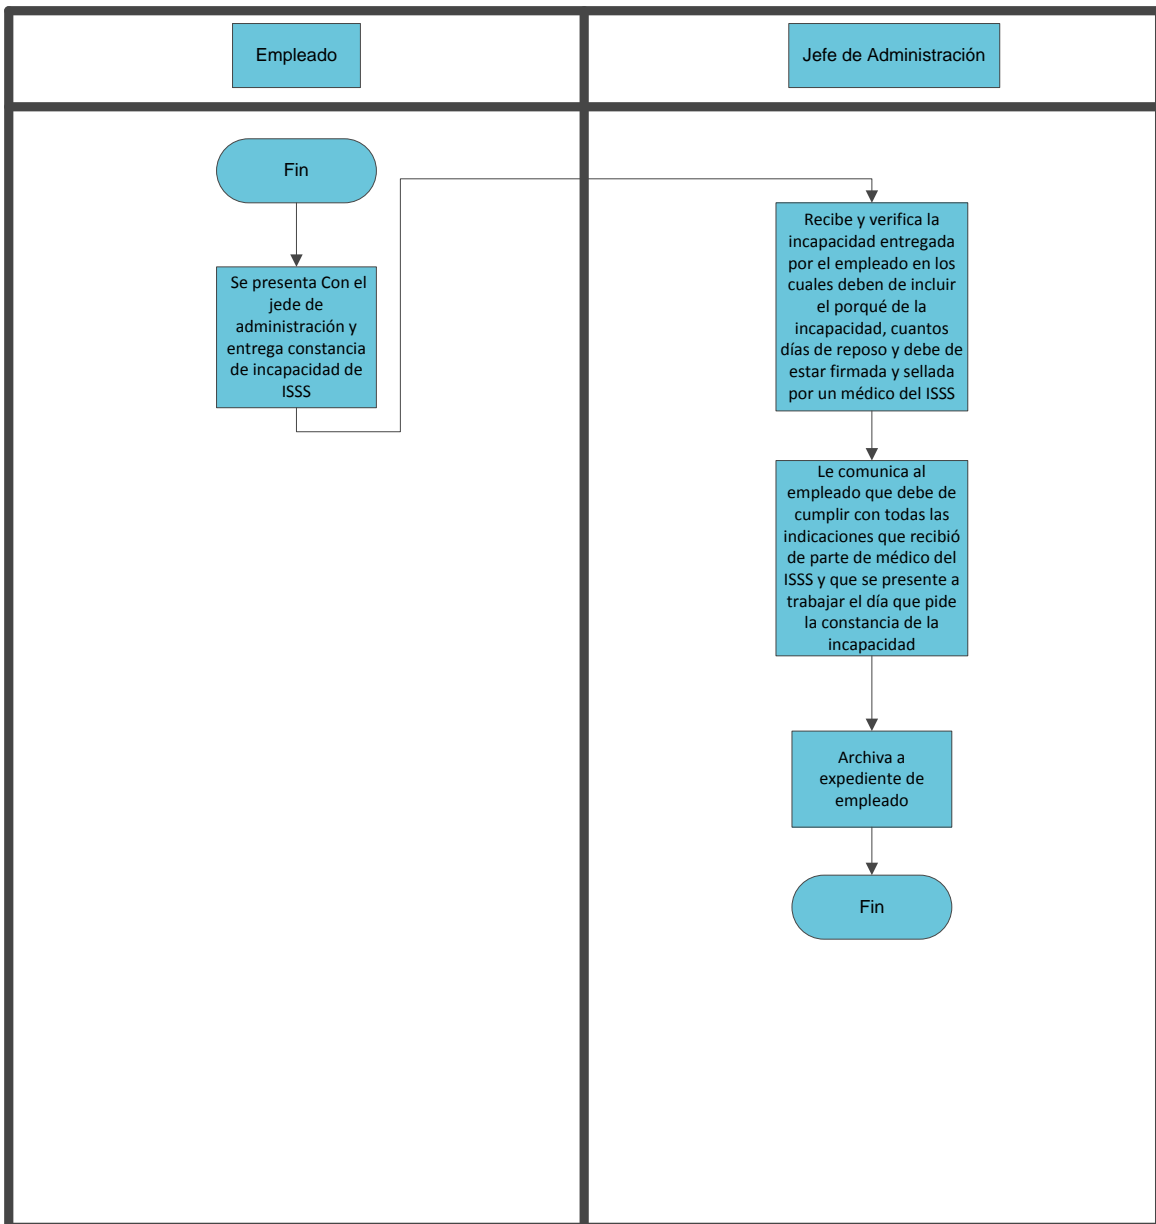 Empleado
Jefe de Administración
Fin
Se presenta Con el
jede de
administración y
entrega constancia
de incapacidad de
ISSS
Recibe y verifica la
incapacidad entregada
por el empleado en los
cuales deben de incluir
el porqué de la
incapacidad, cuantos
días de reposo y debe de
estar firmada y sellada
por un médico del ISSS
Le comunica al
empleado que debe de
cumplir con todas las
indicaciones que recibió
de parte de médico del
ISSS y que se presente a
trabajar el día que pide
la constancia de la
incapacidad
Archiva a
expediente de
empleado
Fin